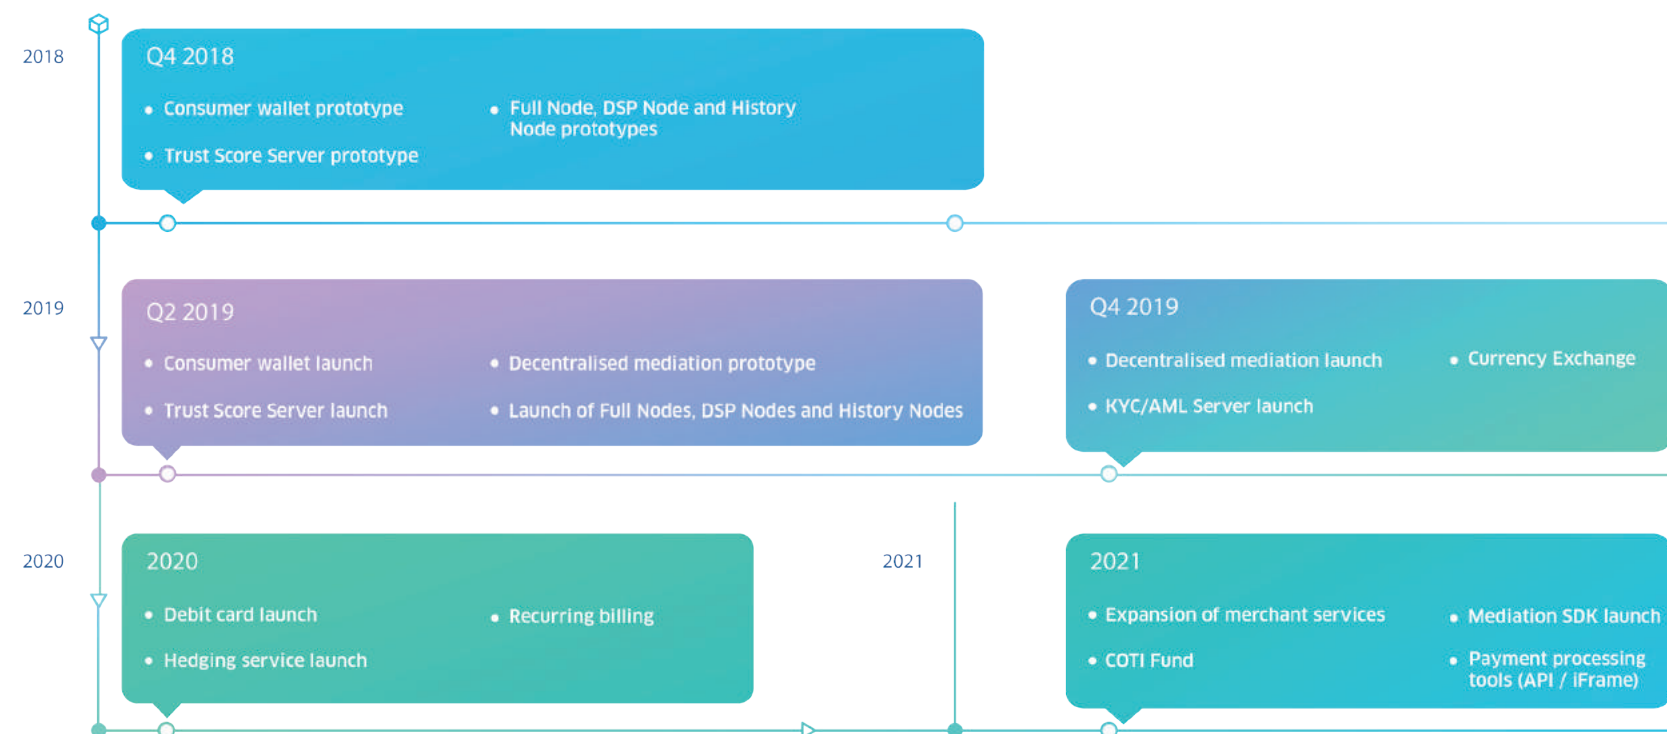 2018
Q4 2018
• Consumer wallet prototype
• Trust Score Server prototype
• Full Node, DSP Node and History
Node prototypes
2019
Q2 2019
• Consumer wallet launch
• Trust Score Server launch
• Decentralised mediation prototype
• Launch of Full Nodes, DSP Nodes and History Nodes
Q4 2019
• Decentralised mediation launch
• KYC/AML Server launch
• Currency Exchange
2020
2020
• Debit card launch
• Hedging service launch
• Recurring billing
2021
2021
• Expansion of merchant services
• COTI Fund
• Mediation SDK launch
• Payment processing
tools (API / iFrame)